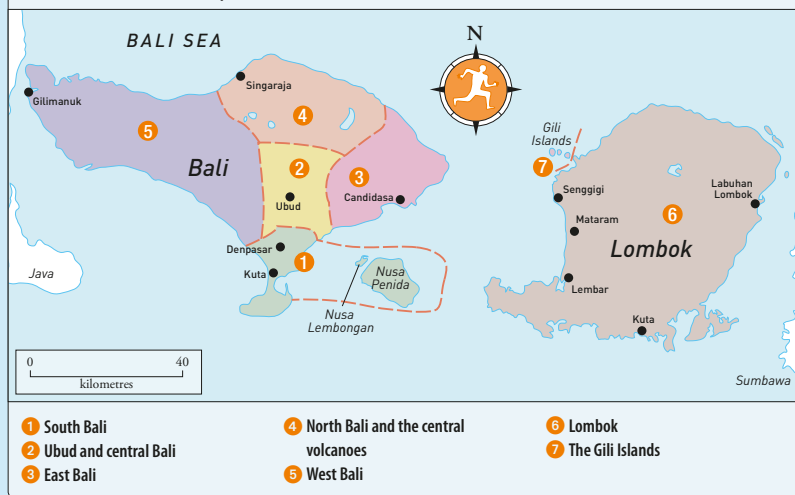 BALI SEA
N
Singaraja
Gilimanuk
4
Gili
Islands
5
7
2
Bali
3
Senggigi
Labuhan
Lombok
Candidasa
Ubud
6
Mataram
Denpasar
Lombok
1
Java
Kuta
Nusa
Penida
Lembar
Nusa
Lembongan
Kuta
0 40
kilometres
Sumbawa
1 South Bali
2 Ubud and central Bali
3 East Bali
4 North Bali and the central
volcanoes
5 West Bali
6 Lombok
7 The Gili Islands